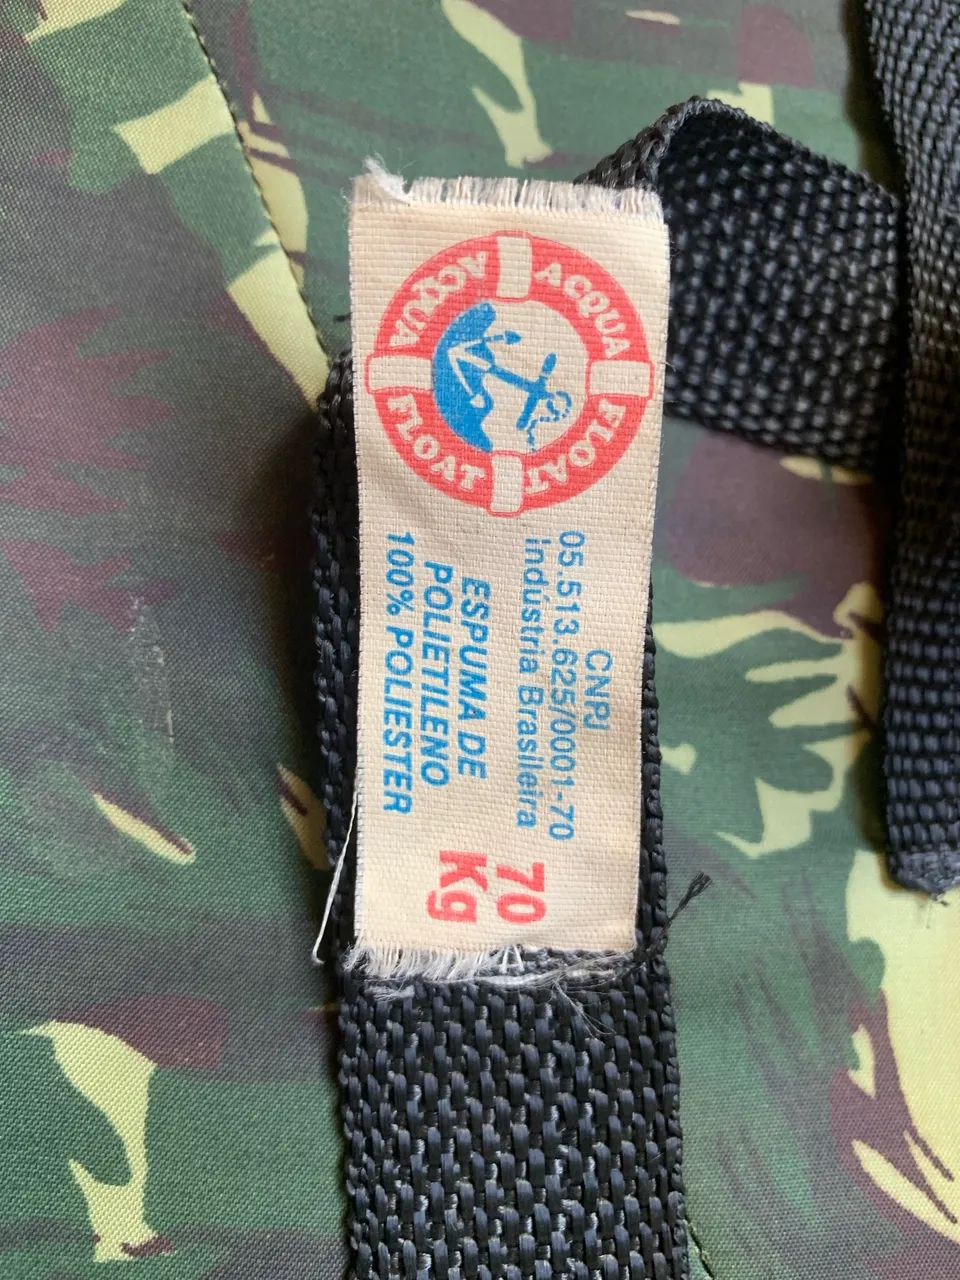 ACQUA
FLOAT
ACQUA
FLOAT
CNPJ
05.513.625/0001-70
indústria Brasileira
ESPUMA DE
POLIETILENO
100% POLIESTER
70
Kg